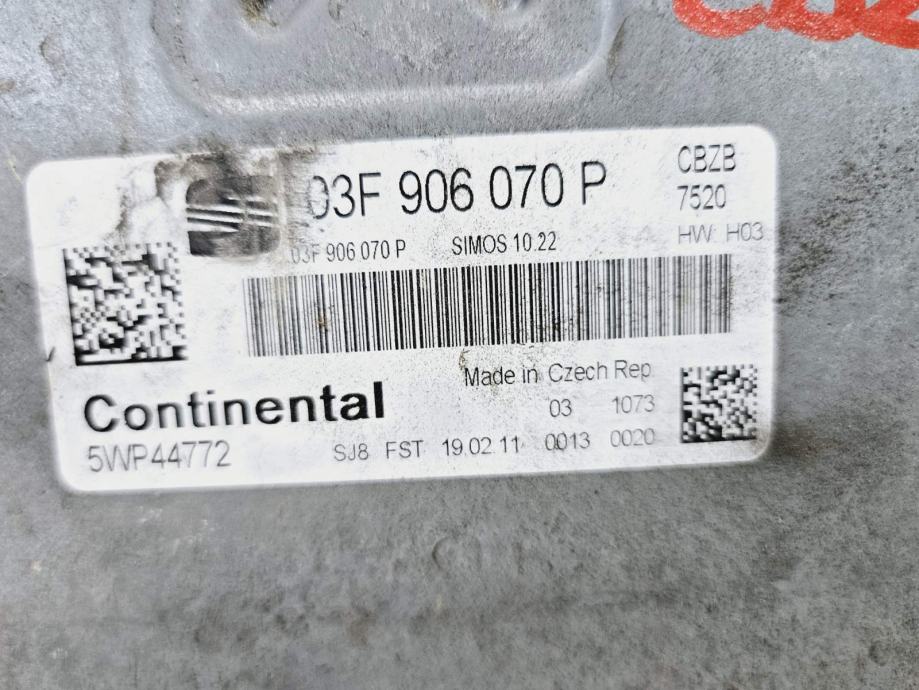 03F 906 070 P
CBZB
7520
03F 906 070 P SIMOS 10.22
HW: H03
Made in Czech Rep.
Continental
03 1073
5WP44772
SJ8 FST 19.02.11 0013 0020